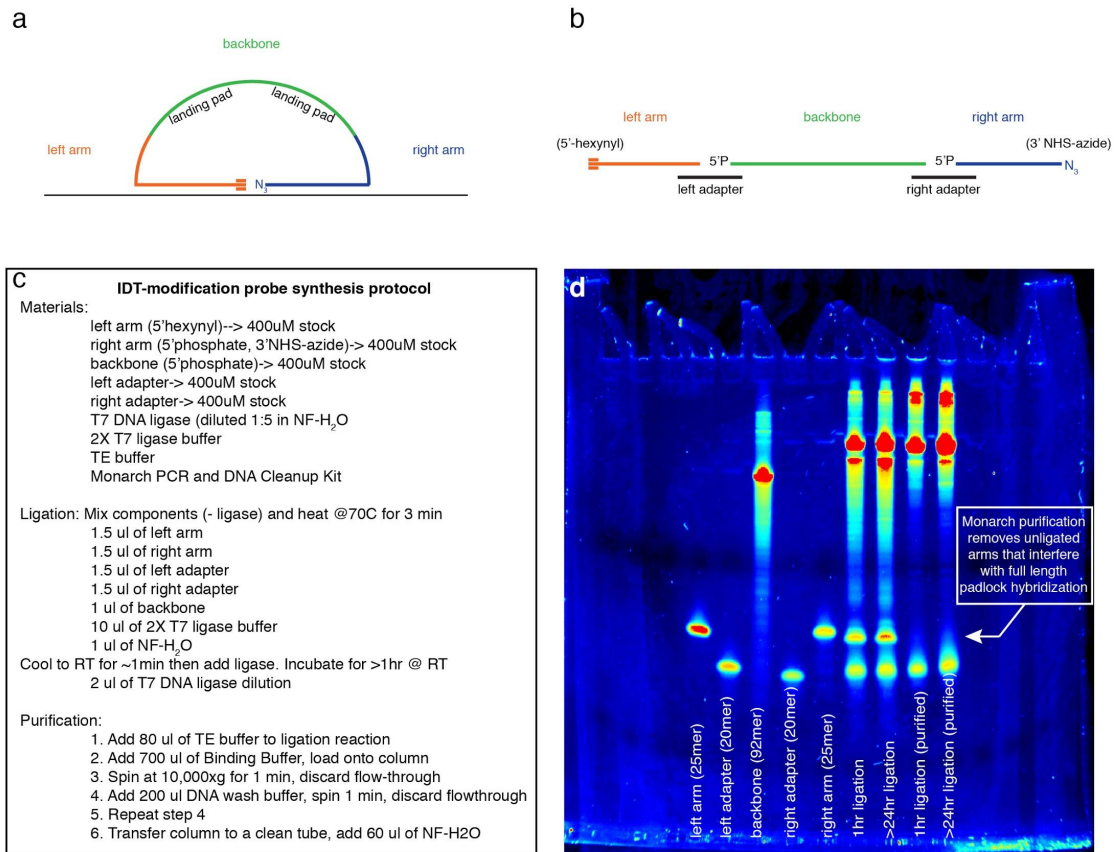 a
backbone
landing pad
landing pad
left arm
right arm
N3
b
left arm
backbone
right arm
(5'-hexynyl)
(3' NHS-azide)
5'P
5'P
N3
left adapter
right adapter
c
IDT-modification probe synthesis protocol
Materials:
left arm (5'hexynyl)--> 400uM stock
right arm (5'phosphate, 3'NHS-azide)-> 400uM stock
backbone (5'phosphate)-> 400uM stock
left adapter-> 400uM stock
right adapter-> 400uM stock
T7 DNA ligase (diluted 1:5 in NF-H2O
2X T7 ligase buffer
TE buffer
Monarch PCR and DNA Cleanup Kit
Ligation: Mix components (- ligase) and heat @70C for 3 min
1.5 ul of left arm
1.5 ul of right arm
1.5 ul of left adapter
1.5 ul of right adapter
1 ul of backbone
10 ul of 2X T7 ligase buffer
1 ul of NF-H2O
Cool to RT for ~1min then add ligase. Incubate for >1hr @ RT
2 ul of T7 DNA ligase dilution
Purification:
1. Add 80 ul of TE buffer to ligation reaction
2. Add 700 ul of Binding Buffer, load onto column
3. Spin at 10,000xg for 1 min, discard flow-through
4. Add 200 ul DNA wash buffer, spin 1 min, discard flowthrough
5. Repeat step 4
6. Transfer column to a clean tube, add 60 ul of NF-H2O
d
Monarch purification
removes unligated
arms that interfere
with full length
padlock hybridization
left arm (25mer)
left adapter (20mer)
backbone (92mer)
right adapter (20mer)
right arm (25mer)
1hr ligation
>24hr ligation
1hr ligation (purified)
>24hr ligation (purified)